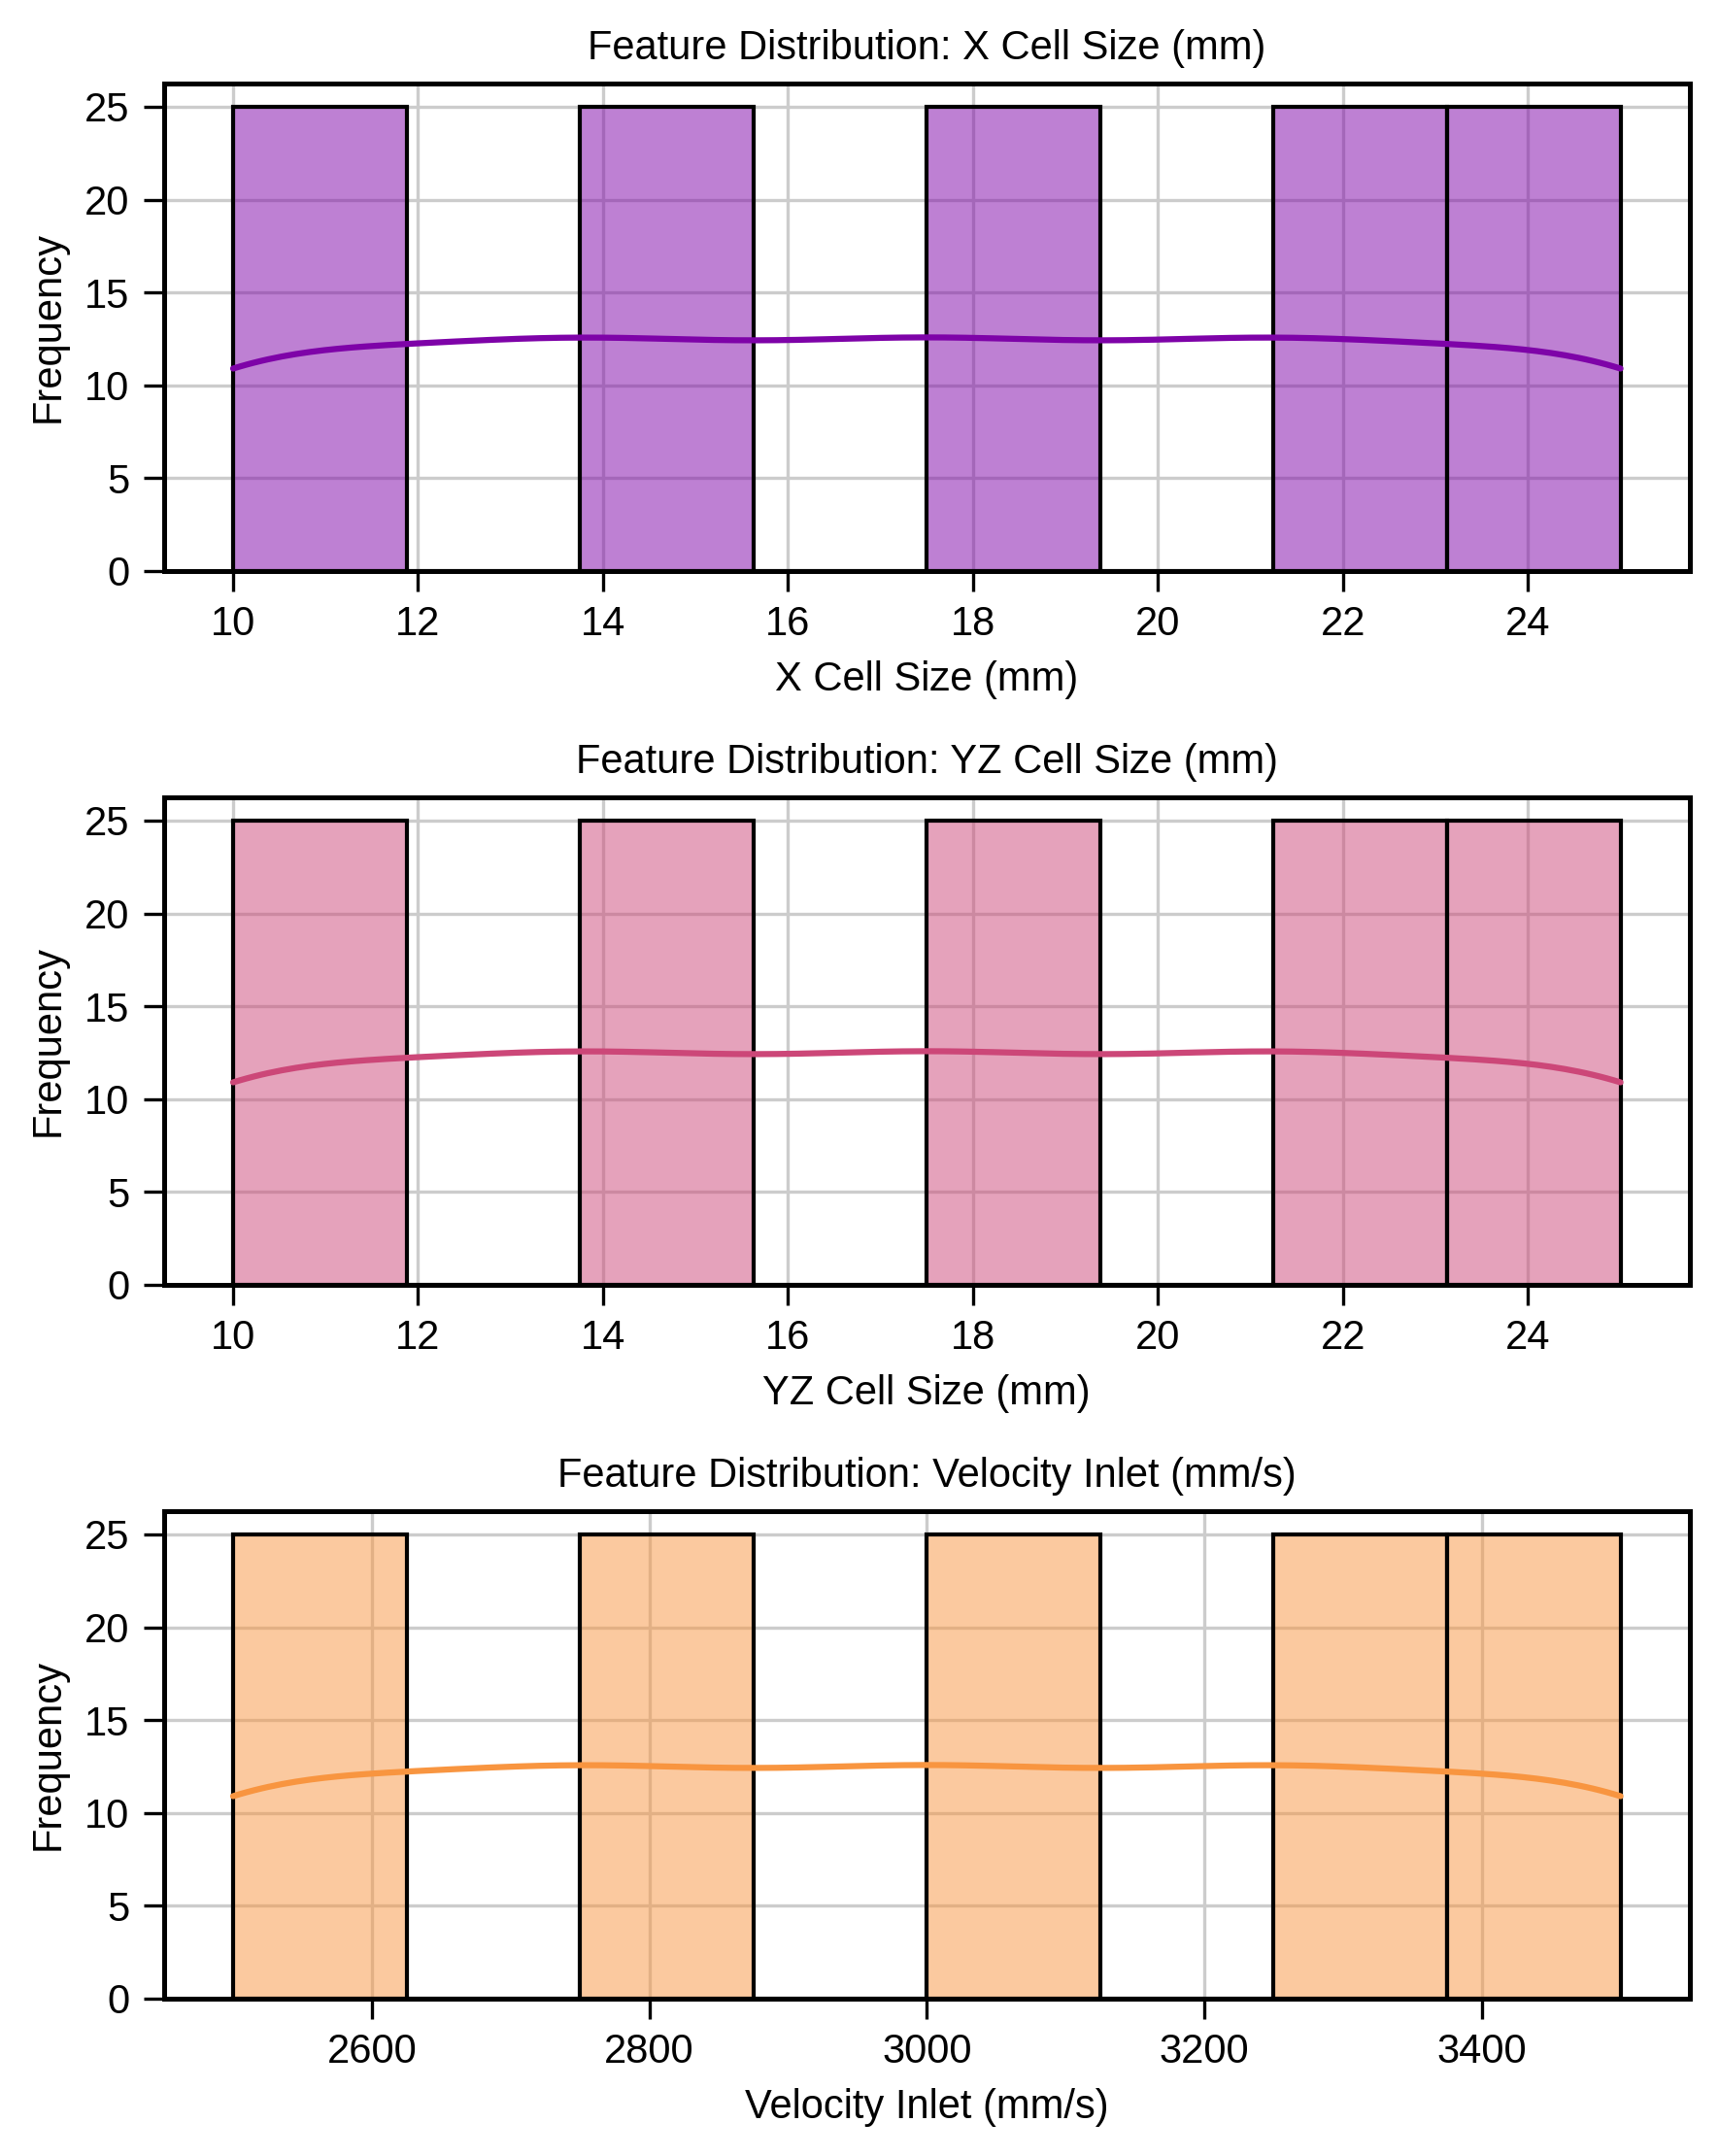 Feature Distribution: X Cell Size (mm)
25
20
15
10
5
0
Frequency
10 12 14 16 18 20 22 24
X Cell Size (mm)
Feature Distribution: YZ Cell Size (mm)
25
20
15
10
5
0
Frequency
10 12 14 16 18 20 22 24
YZ Cell Size (mm)
Feature Distribution: Velocity Inlet (mm/s)
25
20
15
10
5
0
Frequency
2600 2800 3000 3200 3400
Velocity Inlet (mm/s)